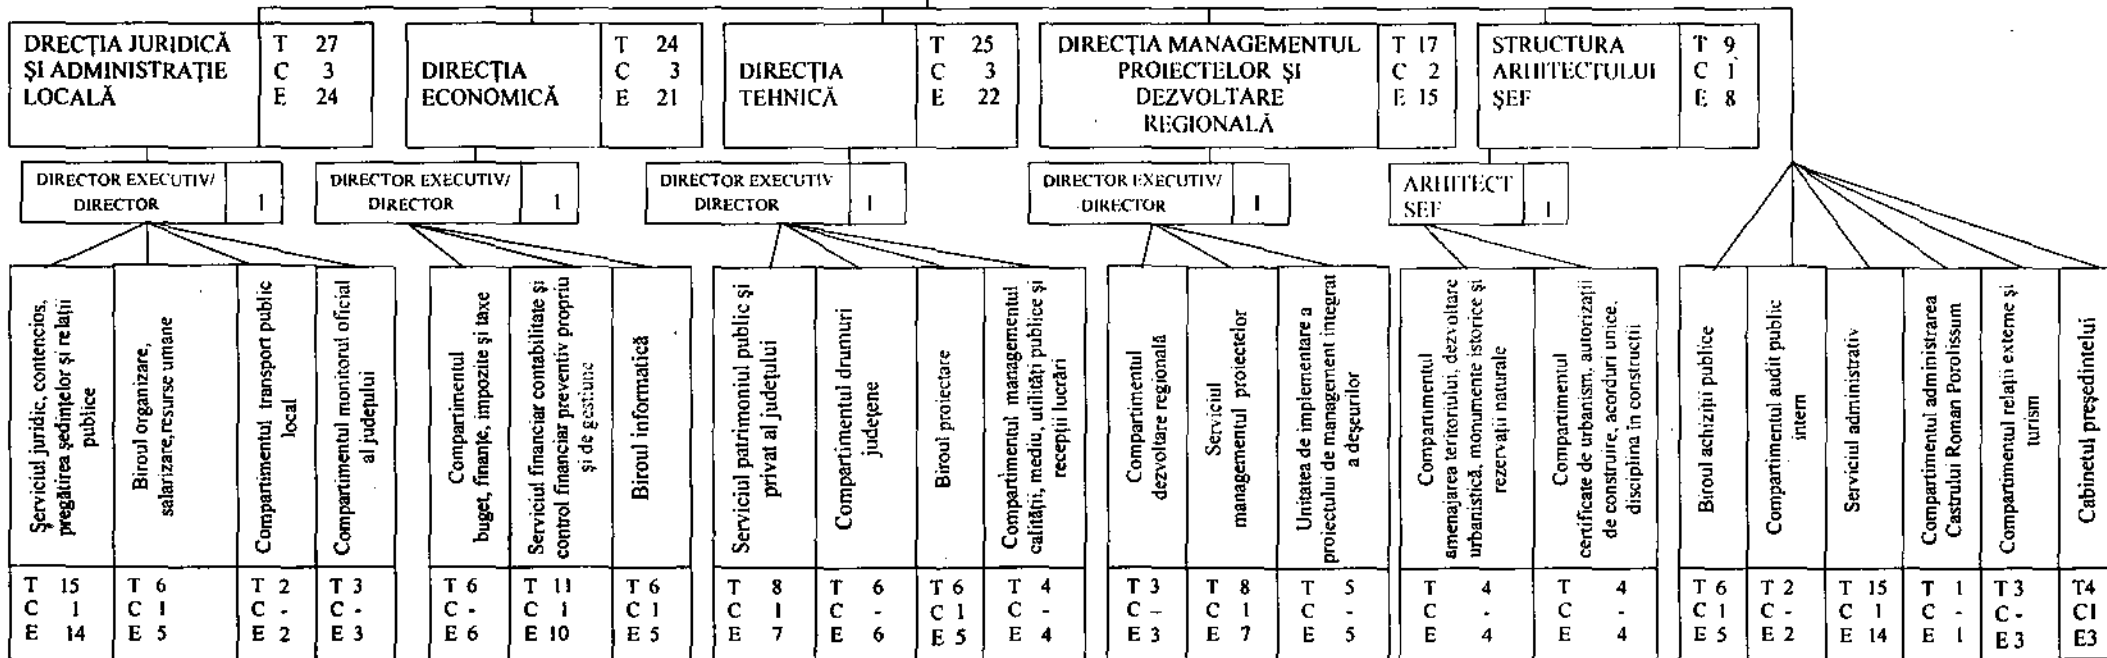 DRECȚIA JURIDICĂ
ȘI ADMINISTRAȚIE
LOCALĂ
T 27
C 3
E 24
DIRECȚIA
ECONOMICĂ
T 24
C 3
E 21
DIRECȚIA
TEHNICĂ
T 25
C 3
E 22
DIRECȚIA MANAGEMENTUL
PROIECTELOR ȘI
DEZVOLTARE
REGIONALĂ
T 17
C 2
E 15
STRUCTURA
ARHITECTULUI
ȘEF
T 9
C 1
E 8
DIRECTOR EXECUTIV/
DIRECTOR
1
DIRECTOR EXECUTIV/
DIRECTOR
1
DIRECTOR EXECUTIV
DIRECTOR
1
DIRECTOR EXECUTIV/
DIRECTOR
1
ARHITECT
SEF
1
Serviciul juridic, contencios,
pregătirea ședințelor și relații
publice
Biroul organizare,
salarizare,resurse umane
Compartimentul transport public
local
Compartimentul monitorul oficial
al județului
Compartimentul
buget, finanțe, impozite și taxe
Serviciul financiar contabilitate și
control financiar preventiv propriu
și de gestiune
Biroul informatică
Serviciul patrimoniul public și
privat al județului
Compartimentul drumuri
județene
Biroul proiectare
Compartimentul managementul
calității, mediu, utilități publice și
recepții lucrări
Compartimentul
dezvoltare regională
Serviciul
managementul proiectelor
Unitatea de implementare a
proiectului de management integrat
a deșeurilor
Compartimentul
amenajarea teritoriului, dezvoltare
urbanistică, monumente istorice și
rezervații naturale
Compartimentul
certificate de urbanism, autorizații
de construire, acorduri unice,
disciplina în construcții
Biroul achiziții publice
Compartimentul audit public
intern
Serviciul administrativ
Compartimentul administrarea
Castrului Roman Porolissum
Compartimentul relații externe și
turism
Cabinetul președintelui
T 15
C 1
E 14
T 6
C 1
E 5
T 2
C -
E 2
T 3
C -
E 3
T 6
C -
E 6
T 11
C 1
E 10
T 6
C 1
E 5
T 8
C 1
E 7
T 6
C -
E 6
T 6
C 1
E 5
T 4
C -
E 4
T 3
C –
E 3
T 8
C 1
E 7
T 5
C -
E 5
T 4
C -
E 4
T 4
C -
E 4
T 6
C 1
E 5
T 2
C -
E 2
T 15
C 1
E 14
T 1
C -
E 1
T 3
C -
E 3
T4
C1
E3